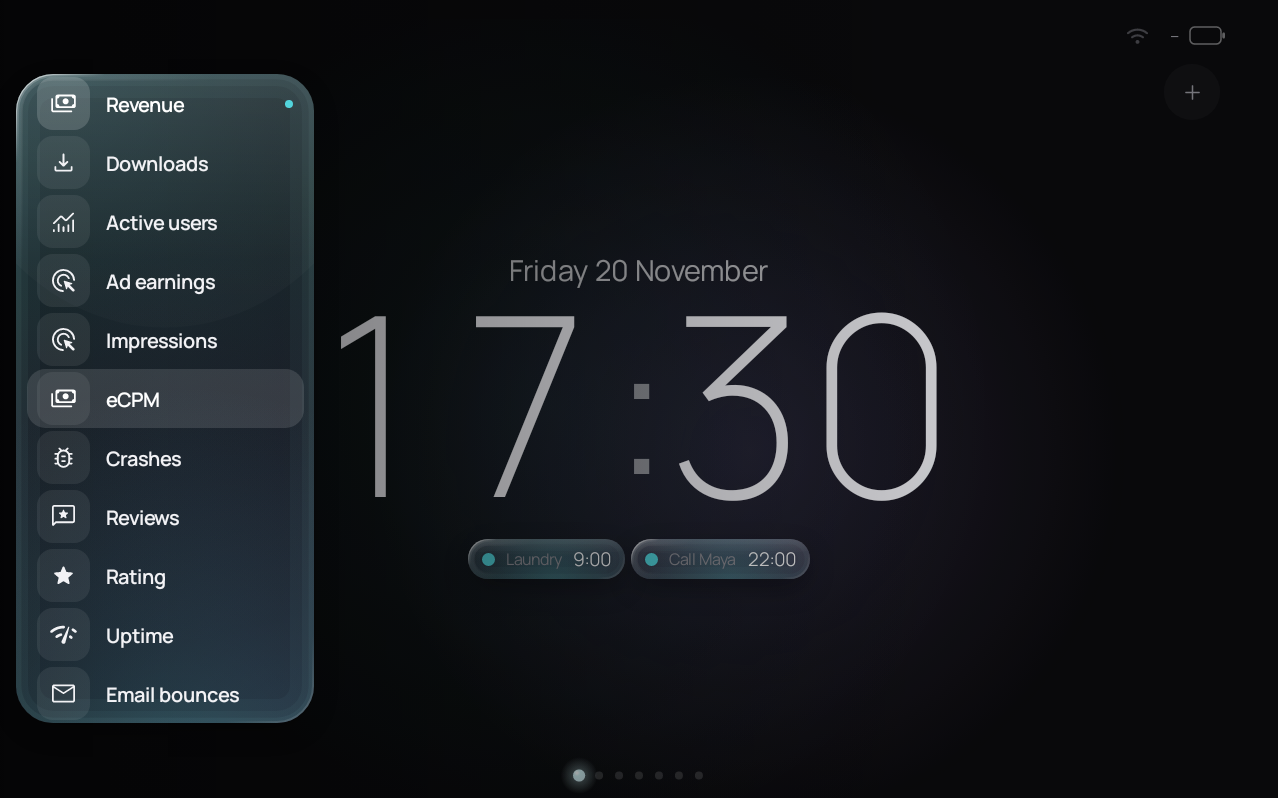 Revenue
Downloads
Active users
Ad earnings
Impressions
eCPM
Crashes
Reviews
Rating
Uptime
Email bounces
Friday 20 November
17:30
Laundry 9:00
Call Maya 22:00